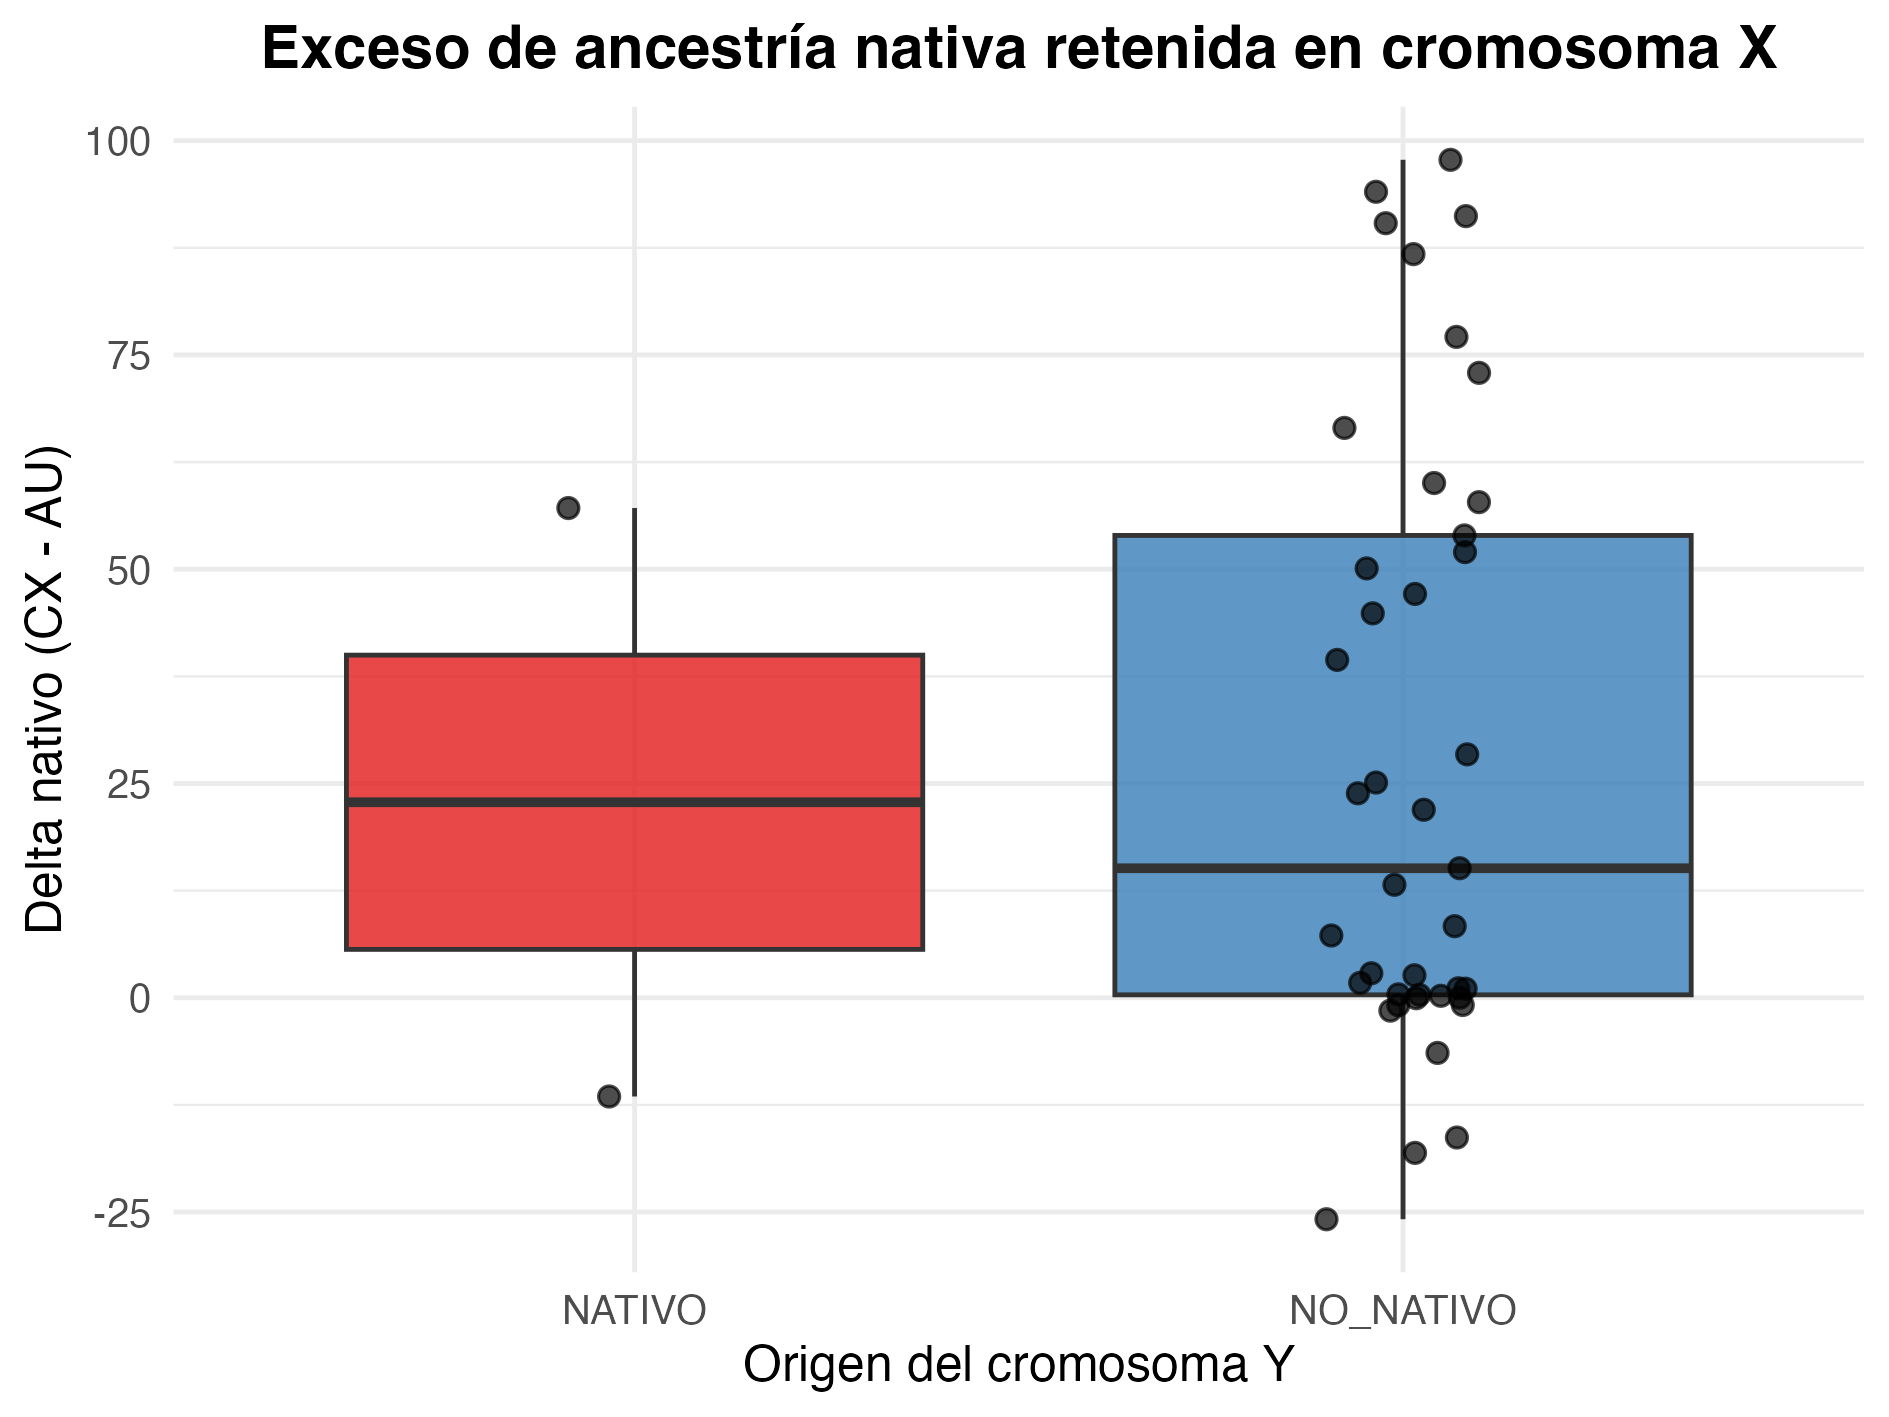 Exceso de ancestría nativa retenida en cromosoma X
Delta nativo (CX - AU)
100
75
50
25
0
-25
NATIVO
NO_NATIVO
Origen del cromosoma Y